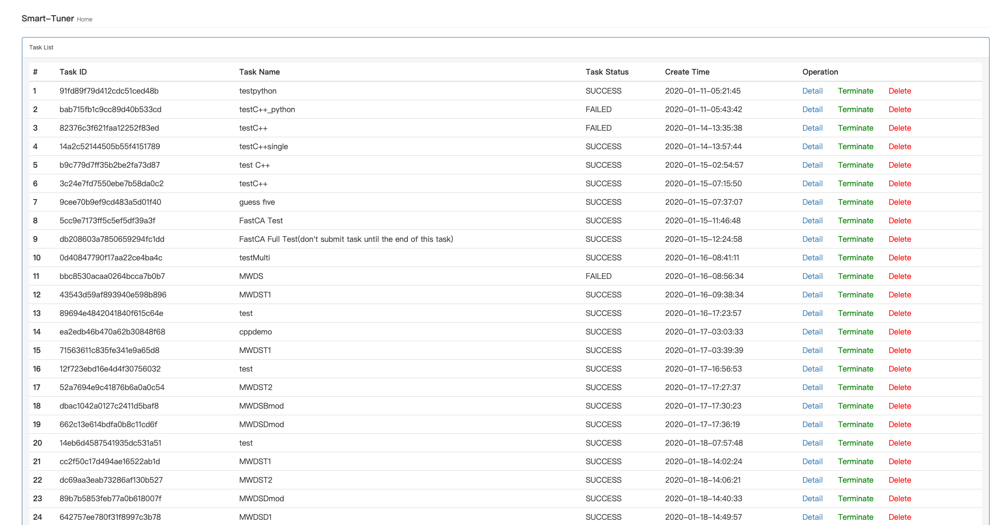 Smart-Tuner Home
Task List
# Task ID Task Name Task Status Create Time Operation
1 91fd89f79d412cdc51ced48b testpython SUCCESS 2020-01-11-05:21:45 Detail Terminate Delete
2 bab715fb1c9cc89d40b533cd testC++_python FAILED 2020-01-11-05:43:42 Detail Terminate Delete
3 82376c3f621faa12252f83ed testC++ FAILED 2020-01-14-13:35:38 Detail Terminate Delete
4 14a2c52144505b55f4151789 testC++single SUCCESS 2020-01-14-13:57:44 Detail Terminate Delete
5 b9c779d7ff35b2be2fa73d87 test C++ SUCCESS 2020-01-15-02:54:57 Detail Terminate Delete
6 3c24e7fd7550ebe7b58da0c2 testC++ SUCCESS 2020-01-15-07:15:50 Detail Terminate Delete
7 9cee70b9ef9cd483a5d01f40 guess five SUCCESS 2020-01-15-07:37:07 Detail Terminate Delete
8 5cc9e7173ff5c5ef5df39a3f FastCA Test SUCCESS 2020-01-15-11:46:48 Detail Terminate Delete
9 db208603a7850659294fc1dd FastCA Full Test(don't submit task until the end of this task) SUCCESS 2020-01-15-12:24:58 Detail Terminate Delete
10 0d40847790f17aa22ce4ba4c testMulti SUCCESS 2020-01-16-08:41:11 Detail Terminate Delete
11 bbc8530acaa0264bcca7b0b7 MWDS FAILED 2020-01-16-08:56:34 Detail Terminate Delete
12 43543d59af893940e598b896 MWDST1 SUCCESS 2020-01-16-09:38:34 Detail Terminate Delete
13 89694e4842041840f615c64e test SUCCESS 2020-01-16-17:23:57 Detail Terminate Delete
14 ea2edb46b470a62b30848f68 cppdemo SUCCESS 2020-01-17-03:03:33 Detail Terminate Delete
15 71563611c835fe341e9a65d8 MWDST1 SUCCESS 2020-01-17-03:39:39 Detail Terminate Delete
16 12f723ebd16e4d4f30756032 test SUCCESS 2020-01-17-16:56:53 Detail Terminate Delete
17 52a7694e9c41876b6a0a0c54 MWDST2 SUCCESS 2020-01-17-17:27:37 Detail Terminate Delete
18 dbac1042a0127c2411d5baf8 MWDSBmod SUCCESS 2020-01-17-17:30:23 Detail Terminate Delete
19 662c13e614bdfa0b8c11cd6f MWDSDmod SUCCESS 2020-01-17-17:36:19 Detail Terminate Delete
20 14eb6d4587541935dc531a51 test SUCCESS 2020-01-18-07:57:48 Detail Terminate Delete
21 cc2f50c17d494ae16522ab1d MWDST1 SUCCESS 2020-01-18-14:02:24 Detail Terminate Delete
22 dc69aa3eab73286af130b527 MWDST2 SUCCESS 2020-01-18-14:06:21 Detail Terminate Delete
23 89b7b5853feb77a0b618007f MWDSDmod SUCCESS 2020-01-18-14:40:33 Detail Terminate Delete
24 642757ee780f31f8997c3b78 MWDSD1 SUCCESS 2020-01-18-14:49:57 Detail Terminate Delete